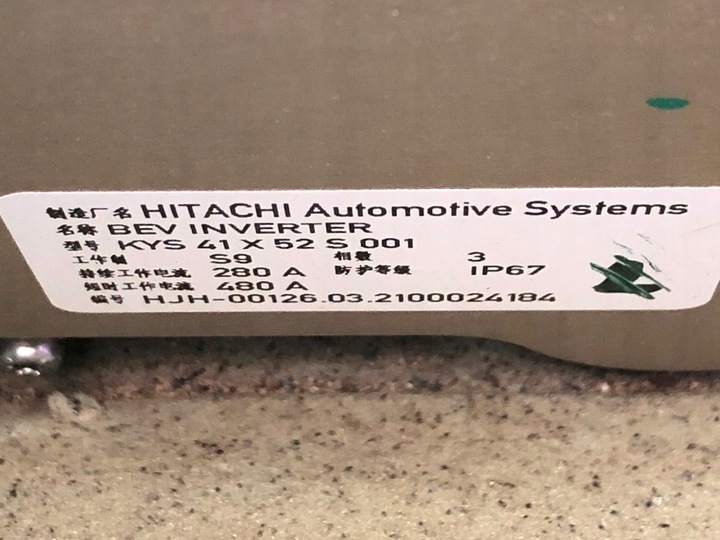 制造厂名 HITACHI Automotive Systems
名称 BEV INVERTER
型号 KYS 41 X 52 S 001
工作制 S9 相数 3
持续工作电流 280 A 防护等级 IP67
短时工作电流 480 A
编号 HJH-00126.03.2100024184